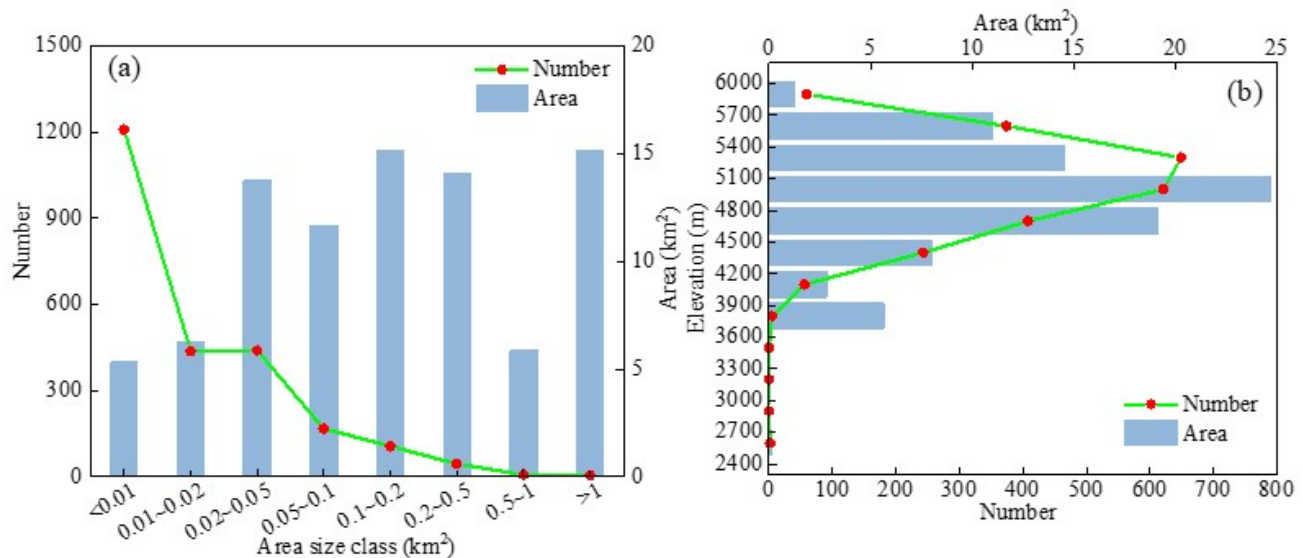 (a)
Number
Area
1500
1200
900
600
300
0
Number
20
15
10
5
0
Area (km²)
<0.01
0.01~0.02
0.02~0.05
0.05~0.1
0.1~0.2
0.2~0.5
0.5~1
>1
Area size class (km²)
Area (km²)
0 5 10 15 20 25
(b)
6000
5700
5400
5100
4800
4500
4200
3900
3600
3300
3000
2700
2400
Elevation (m)
Number
Area
0 100 200 300 400 500 600 700 800
Number